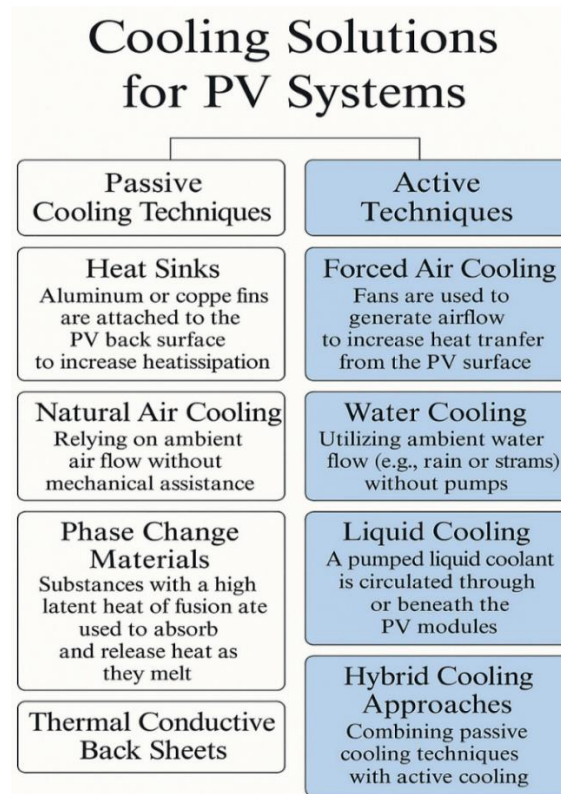 Cooling Solutions
for PV Systems
Passive
Cooling Techniques
Heat Sinks
Aluminum or coppe fins
are attached to the
PV back surface
to increase heatissipation
Natural Air Cooling
Relying on ambient
air flow without
mechanical assistance
Phase Change
Materials
Substances with a high
latent heat of fusion ate
used to absorb
and release heat as
they melt
Thermal Conductive
Back Sheets
Active
Techniques
Forced Air Cooling
Fans are used to
generate airflow
to increase heat tranfer
from the PV surface
Water Cooling
Utilizing ambient water
flow (e.g., rain or strams)
without pumps
Liquid Cooling
A pumped liquid coolant
is circulated through
or beneath the
PV modules
Hybrid Cooling
Approaches
Combining passive
cooling techniques
with active cooling